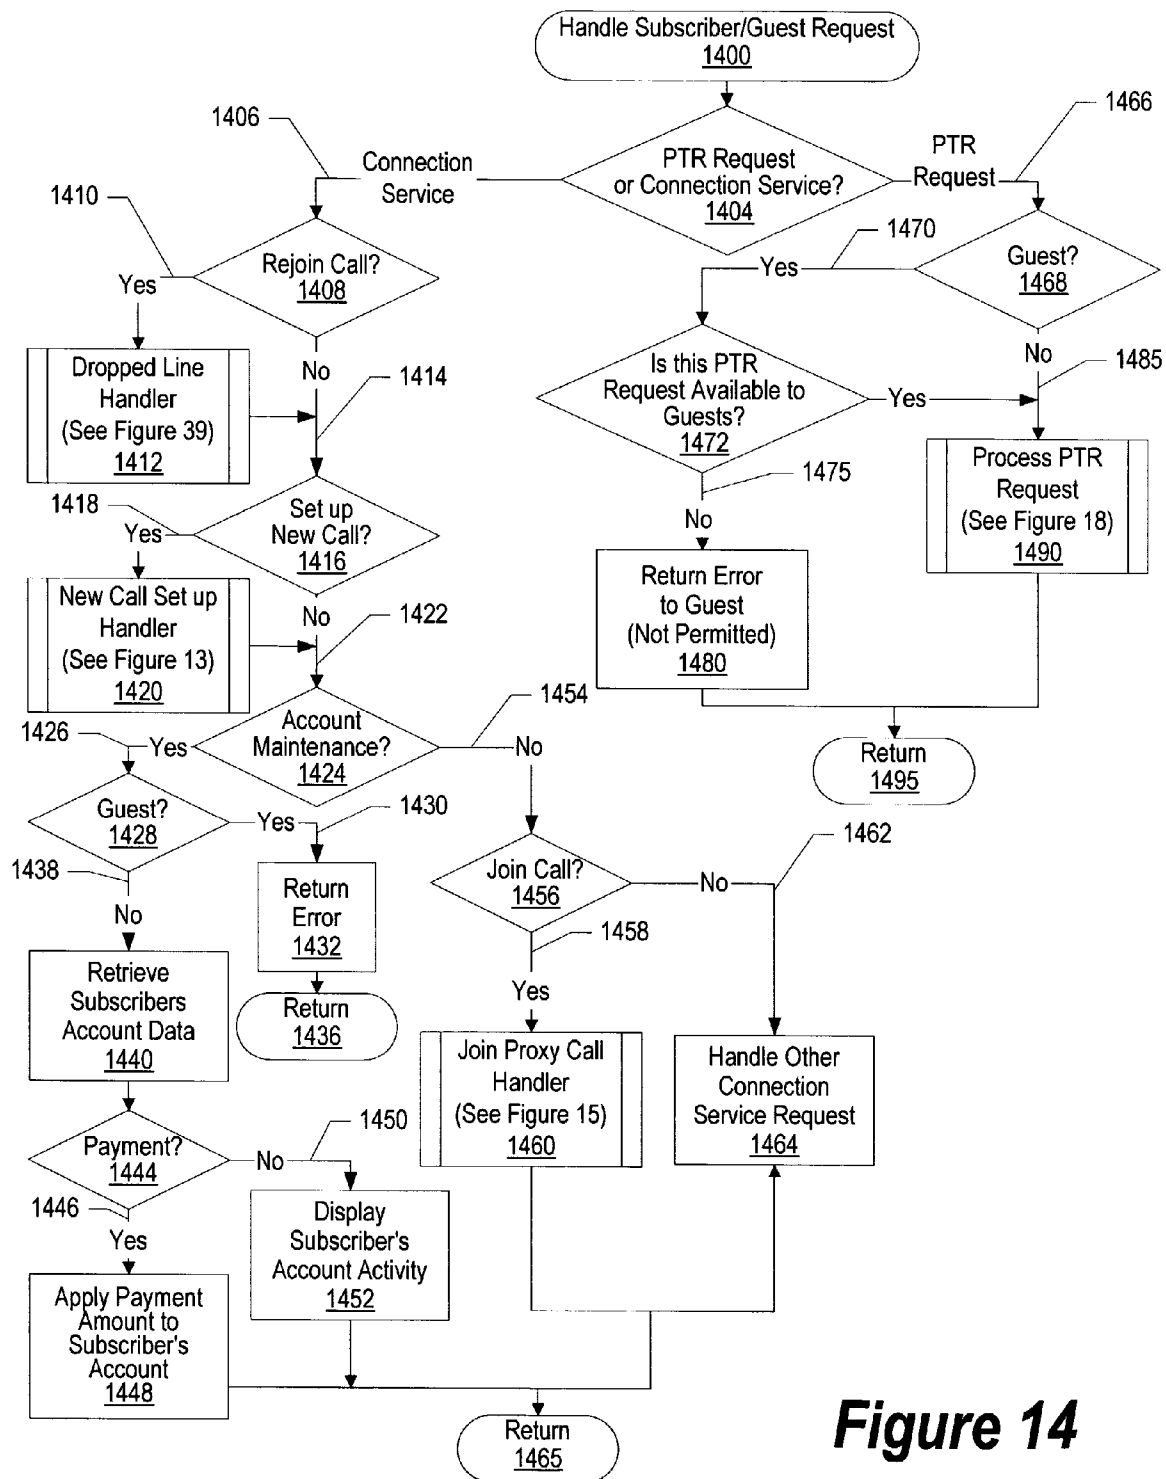 Handle Subscriber/Guest Request
1400
1406
1466
Connection
Service
PTR Request
or Connection Service?
1404
PTR
Request
1410
1470
Rejoin Call?
1408
Yes
Guest?
1468
Yes
No
1485
Dropped Line
Handler
(See Figure 39)
1412
No
1414
Is this PTR
Request Available to
Guests?
1472
Yes
1475
Process PTR
Request
(See Figure 18)
1490
1418
Set up
New Call?
1416
Yes
No
New Call Set up
Handler
(See Figure 13)
1420
No
1422
Return Error
to Guest
(Not Permitted)
1480
1454
1426
Account
Maintenance?
1424
Yes
No
Return
1495
Guest?
1428
Yes
1430
1438
Join Call?
1456
No
1462
No
Return
Error
1432
1458
Yes
Retrieve
Subscribers
Account Data
1440
Return
1436
Join Proxy Call
Handler
(See Figure 15)
1460
Handle Other
Connection
Service Request
1464
Payment?
1444
No
1450
1446
Yes
Display
Subscriber's
Account Activity
1452
Apply Payment
Amount to
Subscriber's
Account
1448
Return
1465
Figure 14